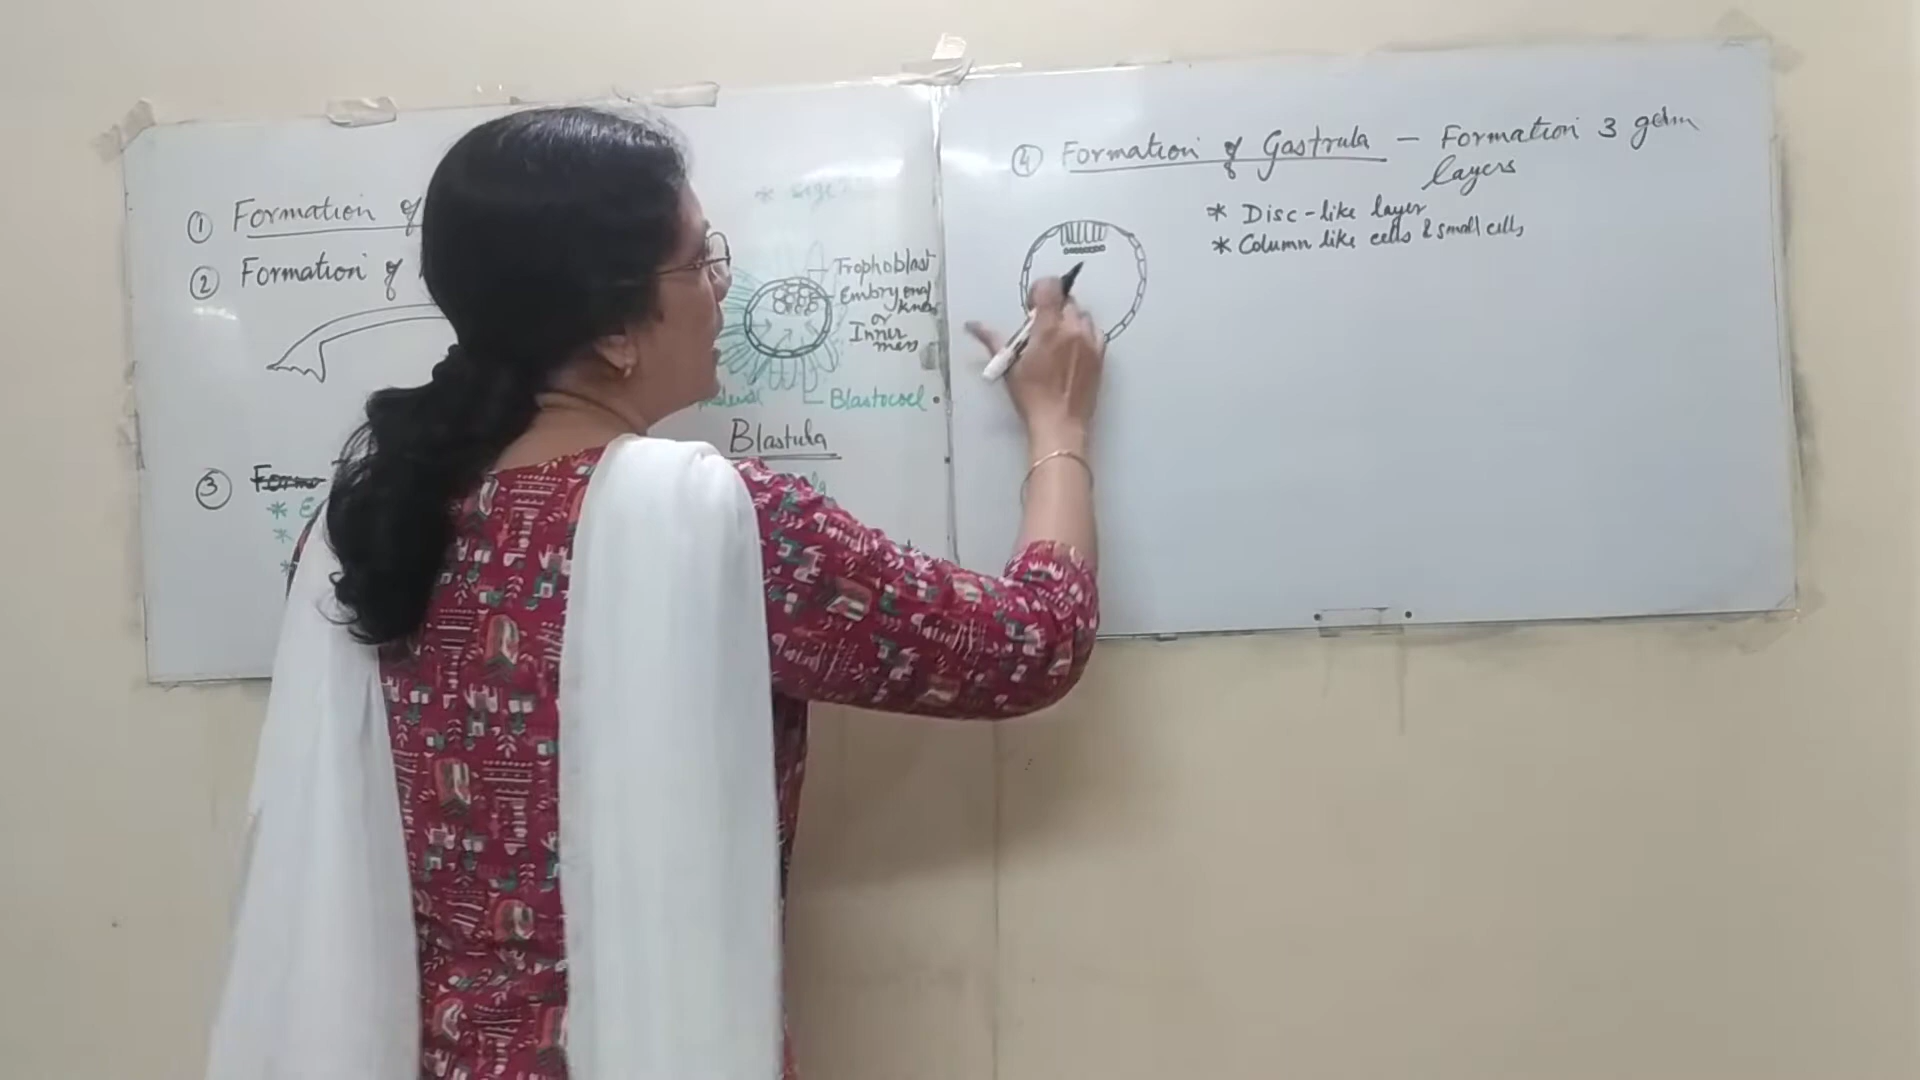 ① Formation of
② Formation of
③ Forma
* E
*
*
* Size
Trophoblast
Embryonal
knob
or
Inner
mass
Blastocoel
Blastula
④ Formation of Gastrula – Formation 3 germ
layers
* Disc-like layer
* Column like cells & small cells